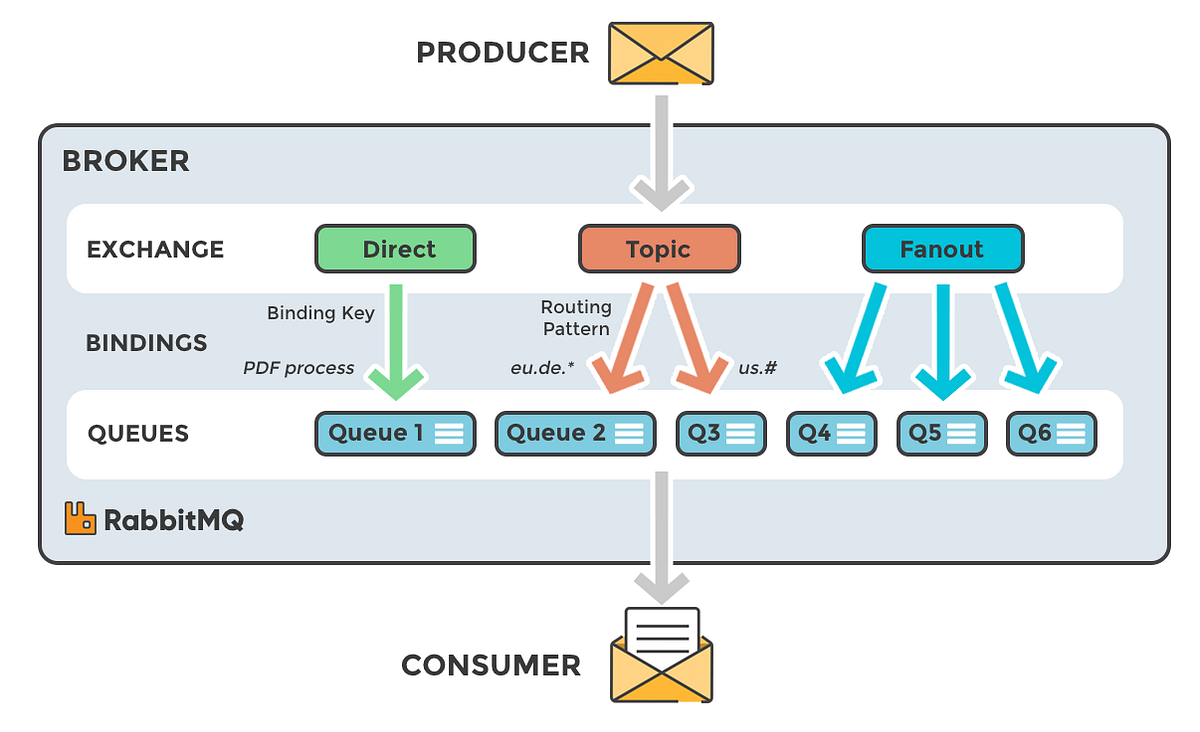 PRODUCER
BROKER
EXCHANGE
Direct
Topic
Fanout
BINDINGS
Binding Key
PDF process
Routing
Pattern
eu.de.*
us.#
QUEUES
Queue 1
Queue 2
Q3
Q4
Q5
Q6
RabbitMQ
CONSUMER